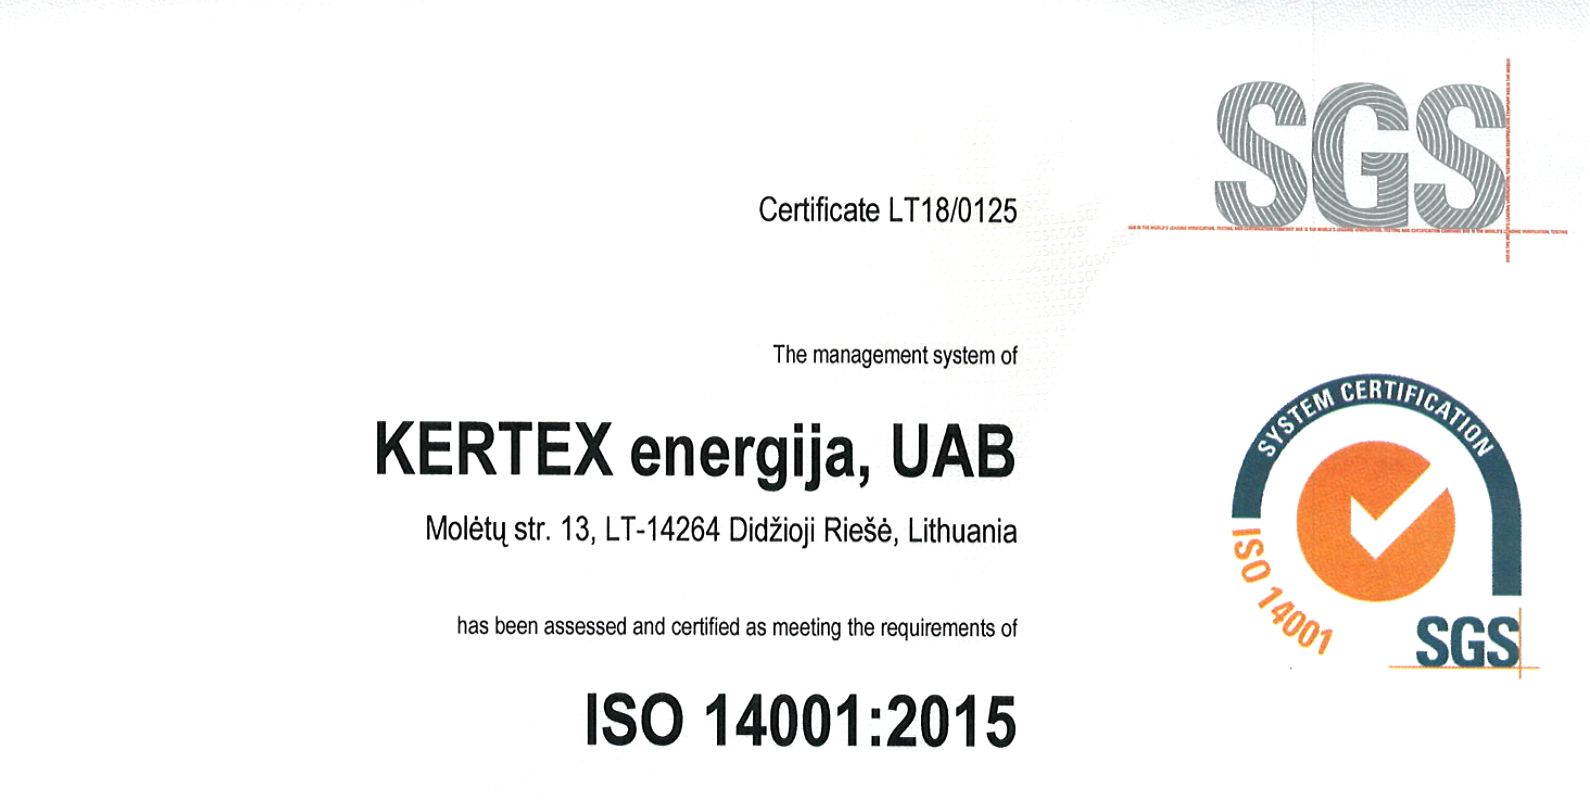 SGS
Certificate LT18/0125
The management system of
KERTEX energija, UAB
Molėtų str. 13, LT-14264 Didžioji Riešė, Lithuania
has been assessed and certified as meeting the requirements of
ISO 14001:2015
SYSTEM CERTIFICATION
ISO 14001
SGS